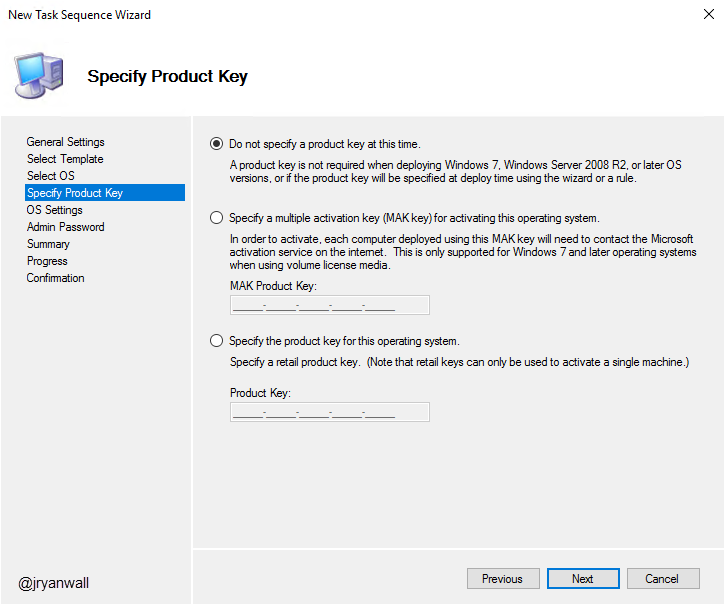 New Task Sequence Wizard
Specify Product Key
General Settings
Select Template
Select OS
Specify Product Key
OS Settings
Admin Password
Summary
Progress
Confirmation
Do not specify a product key at this time.
A product key is not required when deploying Windows 7, Windows Server 2008 R2, or later OS
versions, or if the product key will be specified at deploy time using the wizard or a rule.
Specify a multiple activation key (MAK key) for activating this operating system.
In order to activate, each computer deployed using this MAK key will need to contact the Microsoft
activation service on the internet.  This is only supported for Windows 7 and later operating systems
when using volume license media.
MAK Product Key:
_____-_____-_____-_____-_____
Specify the product key for this operating system.
Specify a retail product key.  (Note that retail keys can only be used to activate a single machine.)
Product Key:
_____-_____-_____-_____-_____
@jryanwall
Previous
Next
Cancel